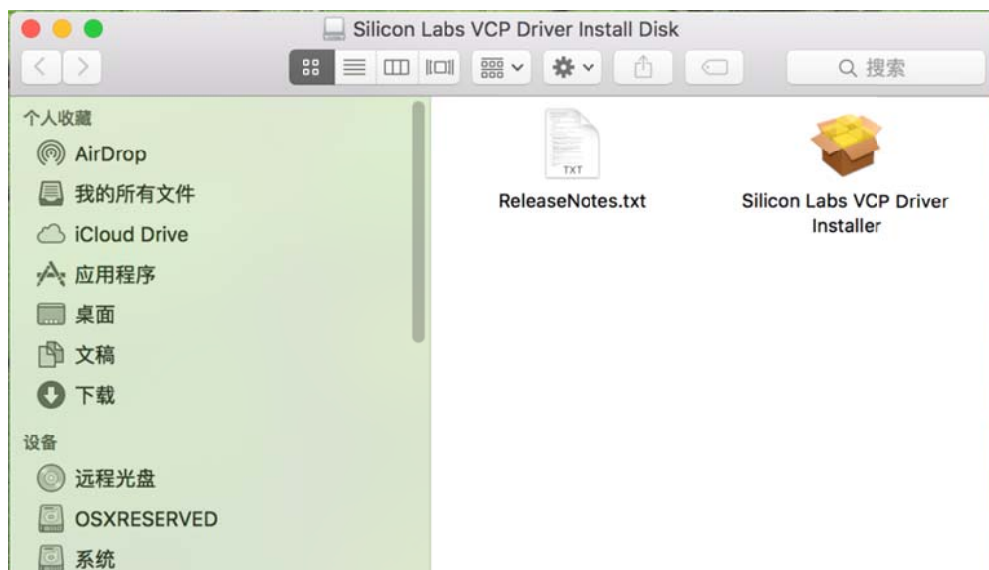 Silicon Labs VCP Driver Install Disk
搜索
个人收藏
AirDrop
我的所有文件
iCloud Drive
应用程序
桌面
文稿
下载
设备
远程光盘
OSXRESERVED
系统
TXT
ReleaseNotes.txt
Silicon Labs VCP Driver
Installer